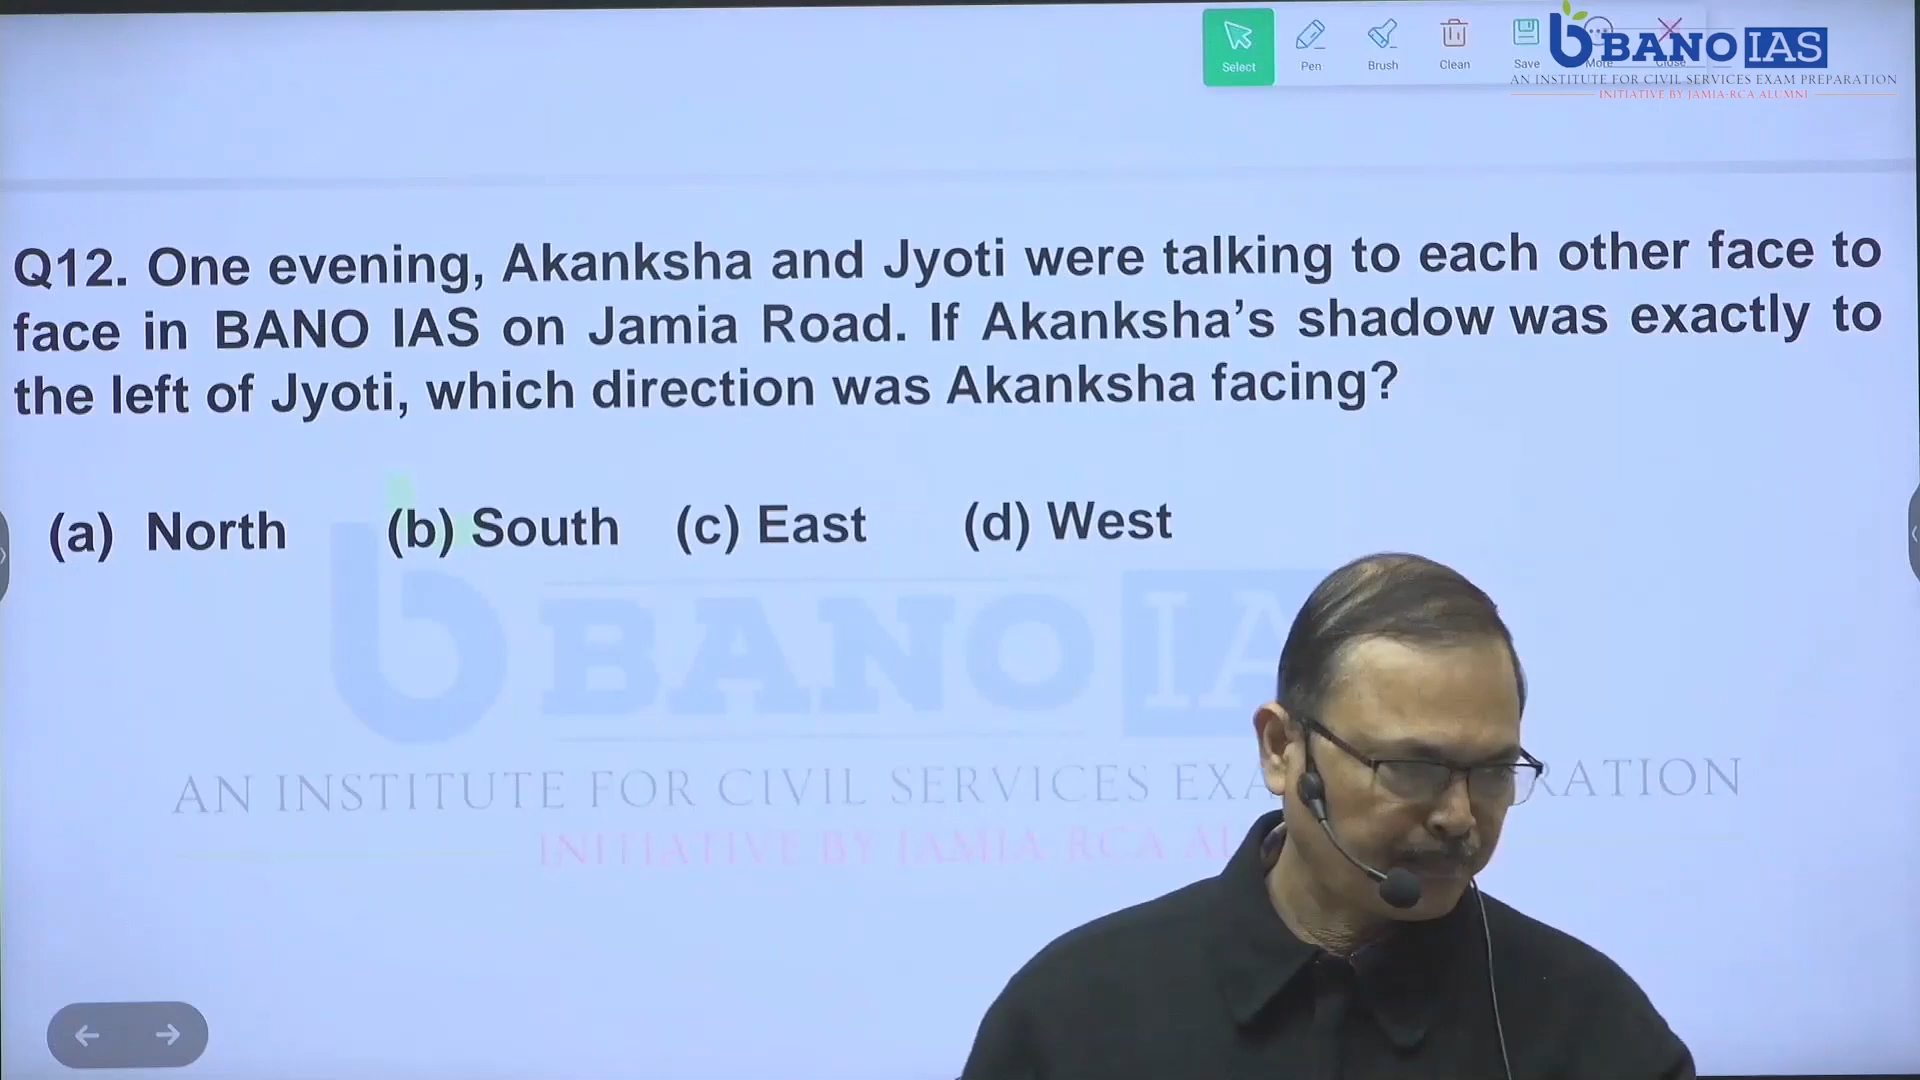 Select
Pen
Brush
Clean
Save
More
Close
BANO IAS
AN INSTITUTE FOR CIVIL SERVICES EXAM PREPARATION
INITIATIVE BY JAMIA-RCA ALUMNI
Q12. One evening, Akanksha and Jyoti were talking to each other face to
face in BANO IAS on Jamia Road. If Akanksha’s shadow was exactly to
the left of Jyoti, which direction was Akanksha facing?
(a) North (b) South (c) East (d) West
BANO IA
AN INSTITUTE FOR CIVIL SERVICES EXA RATION
INITIATIVE BY JAMIA-RCA AL